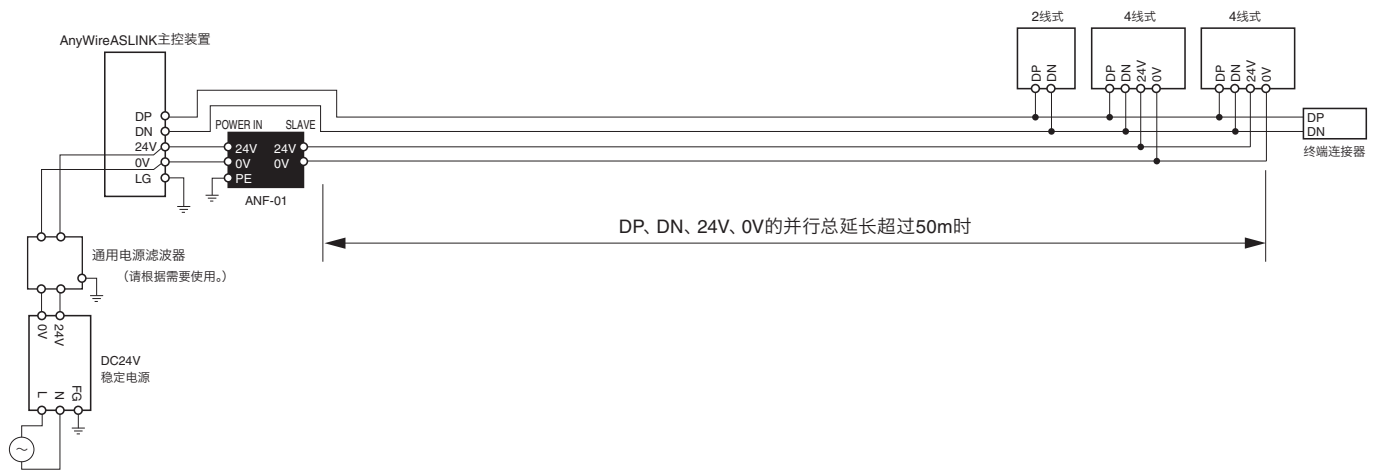 2线式
4线式
4线式
AnyWireASLINK主控装置
DP
DN
24V
0V
24V
0V
DP
DN
24V
0V
DP
DN
24V
0V
LG
POWER IN
SLAVE
24V
24V
0V
0V
PE
ANF-01
DP
DN
终端连接器
DP、DN、24V、0V的并行总延长超过50m时
通用电源滤波器
（请根据需要使用。）
0V
24V
DC24V
稳定电源
L
N
FG